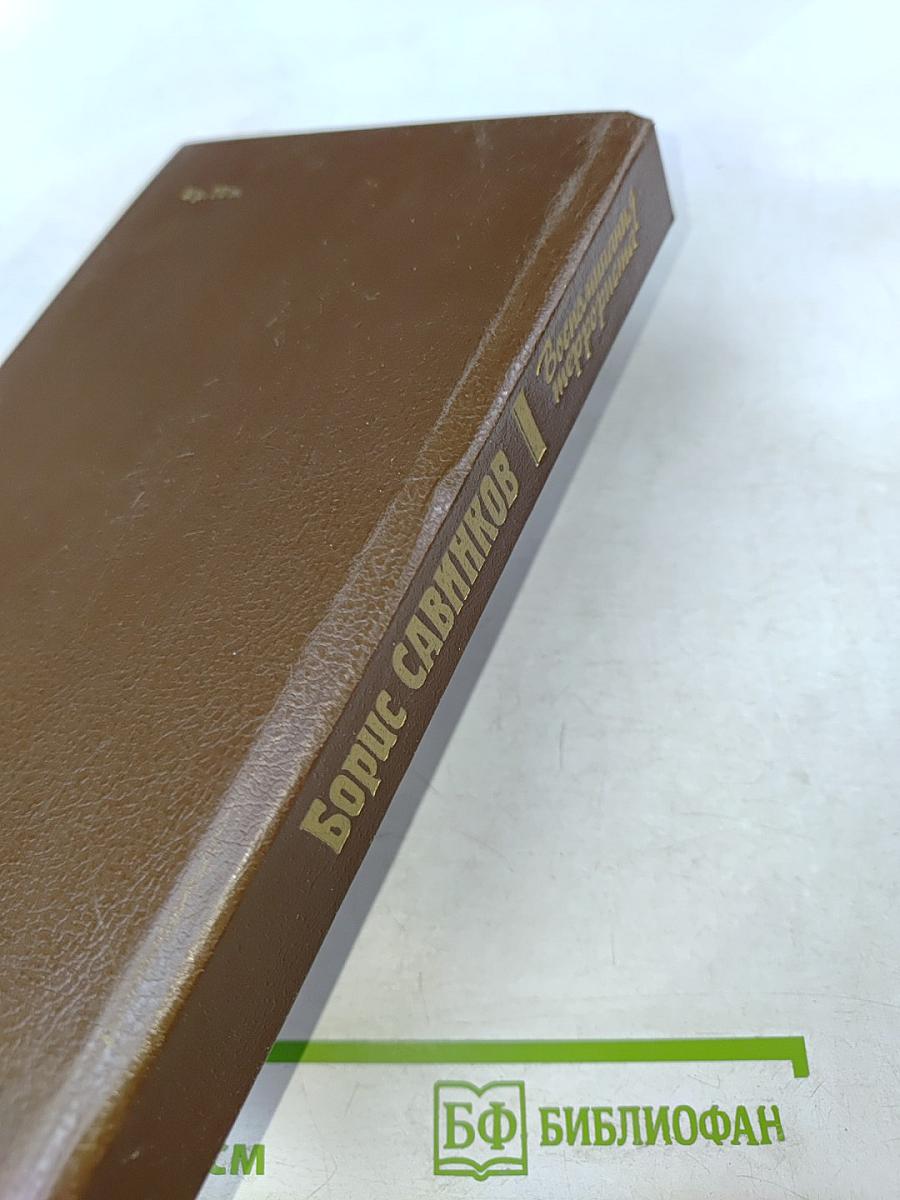 Борис САВИНКОВ
Воспоминания
террориста
БФ БИБЛИОФАН
см